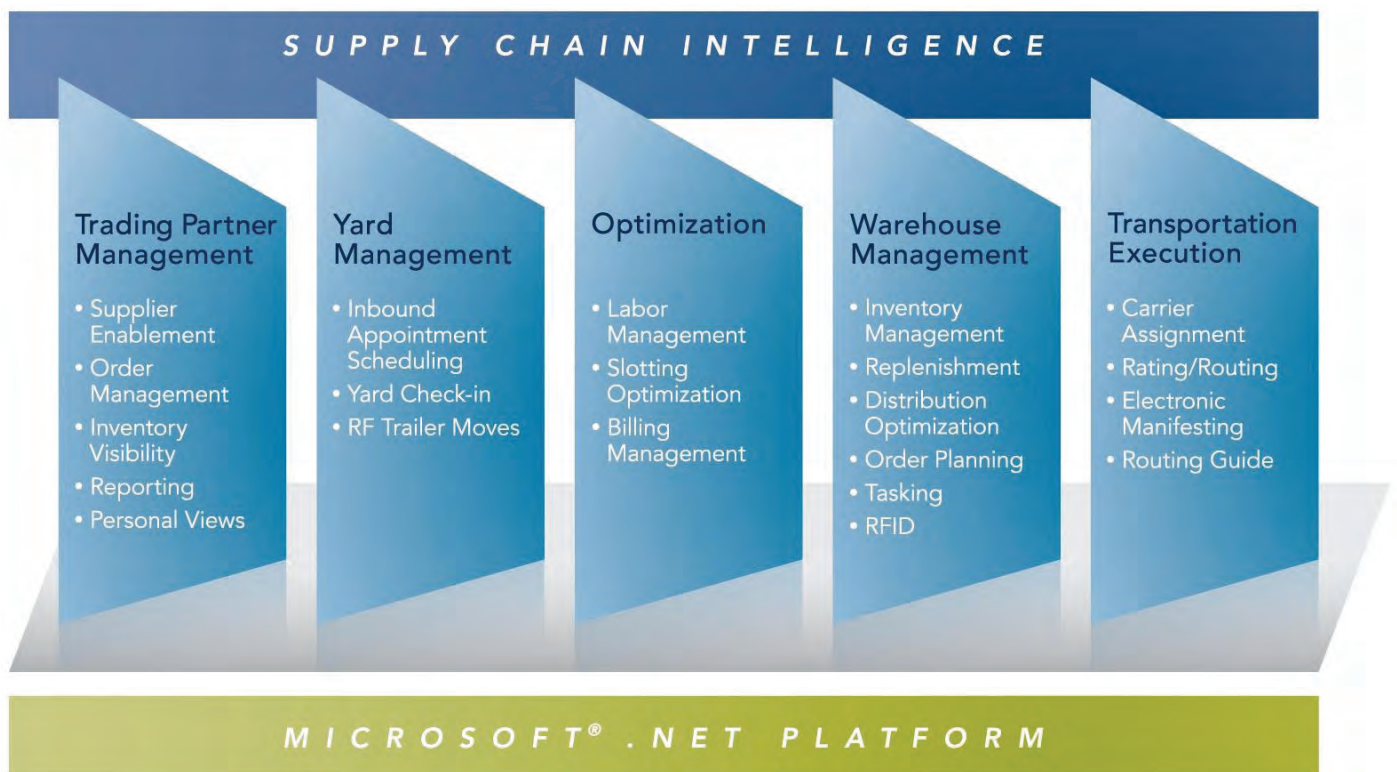 SUPPLY CHAIN INTELLIGENCE
Trading Partner
Management
• Supplier
Enablement
• Order
Management
• Inventory
Visibility
• Reporting
• Personal Views
Yard
Management
• Inbound
Appointment
Scheduling
• Yard Check-in
• RF Trailer Moves
Optimization
• Labor
Management
• Slotting
Optimization
• Billing
Management
Warehouse
Management
• Inventory
Management
• Replenishment
• Distribution
Optimization
• Order Planning
• Tasking
• RFID
Transportation
Execution
• Carrier
Assignment
• Rating/Routing
• Electronic
Manifesting
• Routing Guide
MICROSOFT® .NET PLATFORM